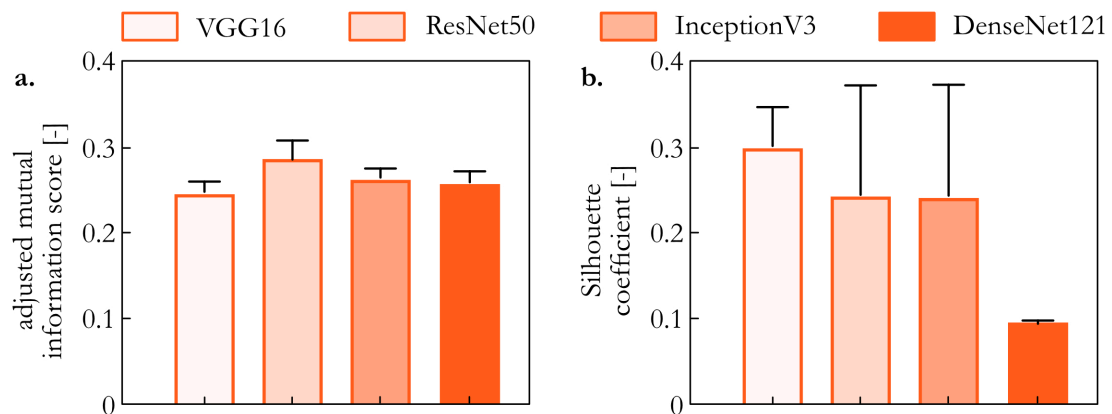 VGG16 ResNet50 InceptionV3 DenseNet121
a.
adjusted mutual
information score [-]
0.4
0.3
0.2
0.1
0
b.
Silhouette
coefficient [-]
0.4
0.3
0.2
0.1
0